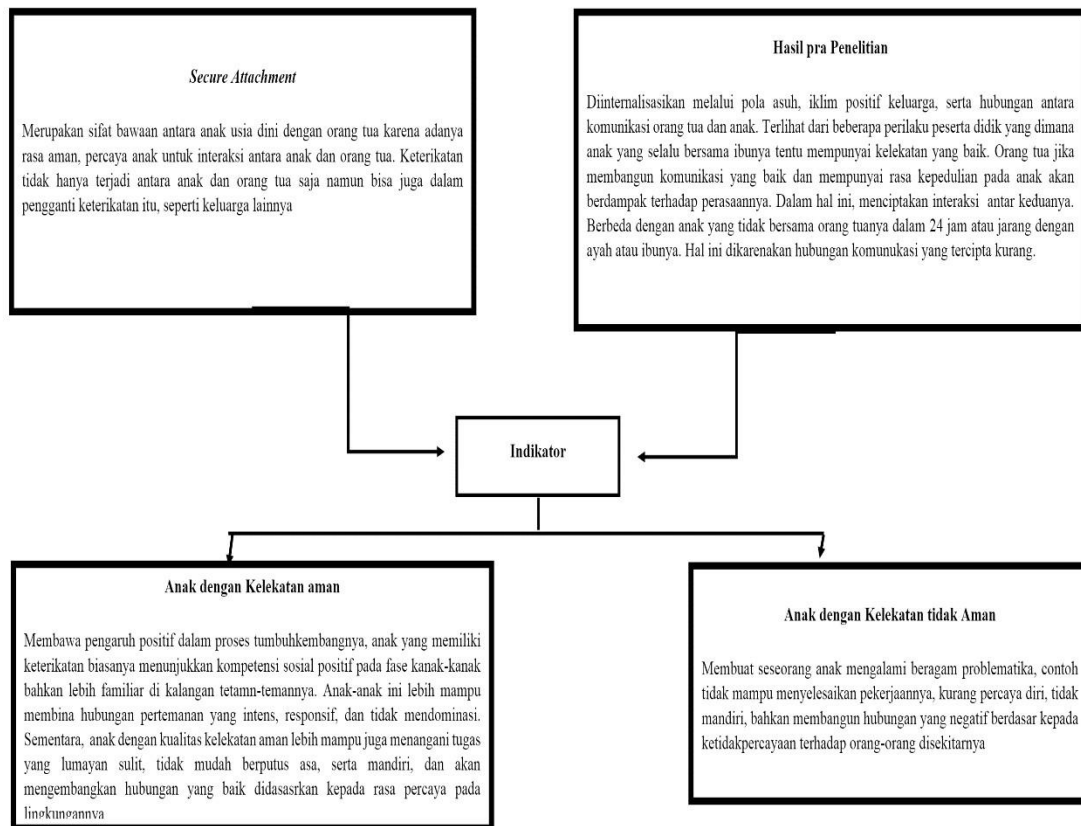 Secure Attachment
Merupakan sifat bawaan antara anak usia dini dengan orang tua karena adanya
rasa aman, percaya anak untuk interaksi antara anak dan orang tua. Keterikatan
tidak hanya terjadi antara anak dan orang tua saja namun bisa juga dalam
pengganti keterikatan itu, seperti keluarga lainnya
Hasil pra Penelitian
Diinternalisasikan melalui pola asuh, iklim positif keluarga, serta hubungan antara
komunikasi orang tua dan anak. Terlihat dari beberapa perilaku peserta didik yang dimana
anak yang selalu bersama ibunya tentu mempunyai kelekatan yang baik. Orang tua jika
membangun komunikasi yang baik dan mempunyai rasa kepedulian pada anak akan
berdampak terhadap perasaannya. Dalam hal ini, menciptakan interaksi antar keduanya.
Berbeda dengan anak yang tidak bersama orang tuanya dalam 24 jam atau jarang dengan
ayah atau ibunya. Hal ini dikarenakan hubungan komunukasi yang tercipta kurang.
Indikator
Anak dengan Kelekatan aman
Membawa pengaruh positif dalam proses tumbuhkembangnya, anak yang memiliki
keterikatan biasanya menunjukkan kompetensi sosial positif pada fase kanak-kanak
bahkan lebih familiar di kalangan tetamn-temannya. Anak-anak ini lebih mampu
membina hubungan pertemanan yang intens, responsif, dan tidak mendominasi.
Sementara, anak dengan kualitas kelekatan aman lebih mampu juga menangani tugas
yang lumayan sulit, tidak mudah berputus asa, serta mandiri, dan akan
mengembangkan hubungan yang baik didasasrkan kepada rasa percaya pada
lingkungannya
Anak dengan Kelekatan tidak Aman
Membuat seseorang anak mengalami beragam problematika, contoh
tidak mampu menyelesaikan pekerjaannya, kurang percaya diri, tidak
mandiri, bahkan membangun hubungan yang negatif berdasar kepada
ketidakpercayaan terhadap orang-orang disekitarnya